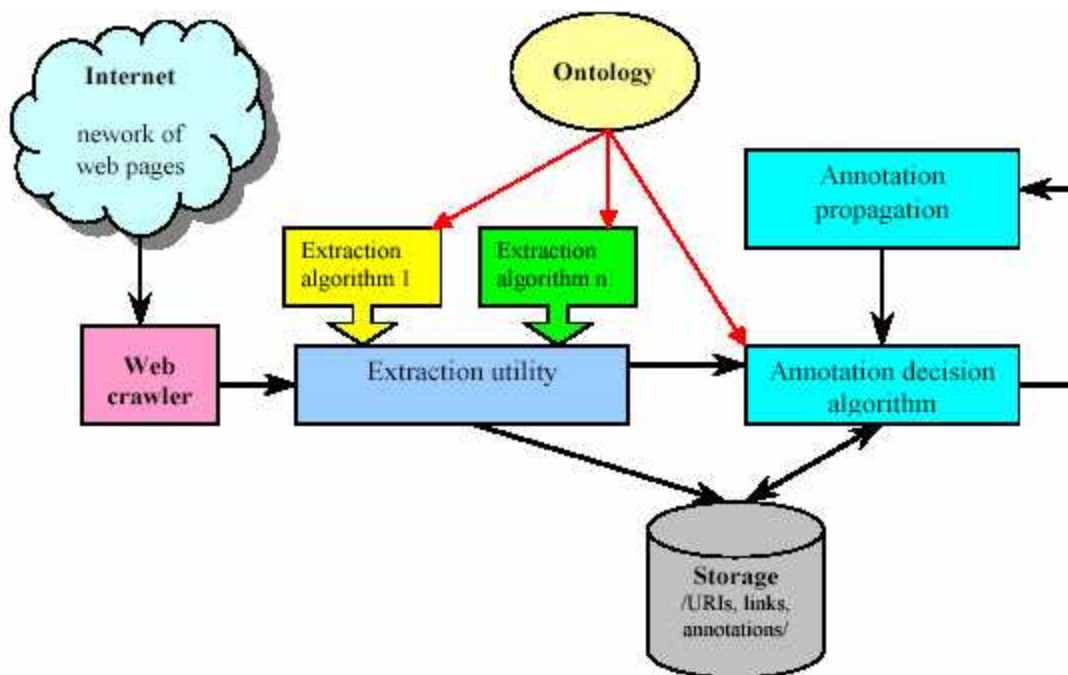 Internet
nework of
web pages
Ontology
Annotation
propagation
Extraction
algorithm 1
Extraction
algorithm n
Web
crawler
Extraction utility
Annotation decision
algorithm
Storage
/URIs, links,
annotations/